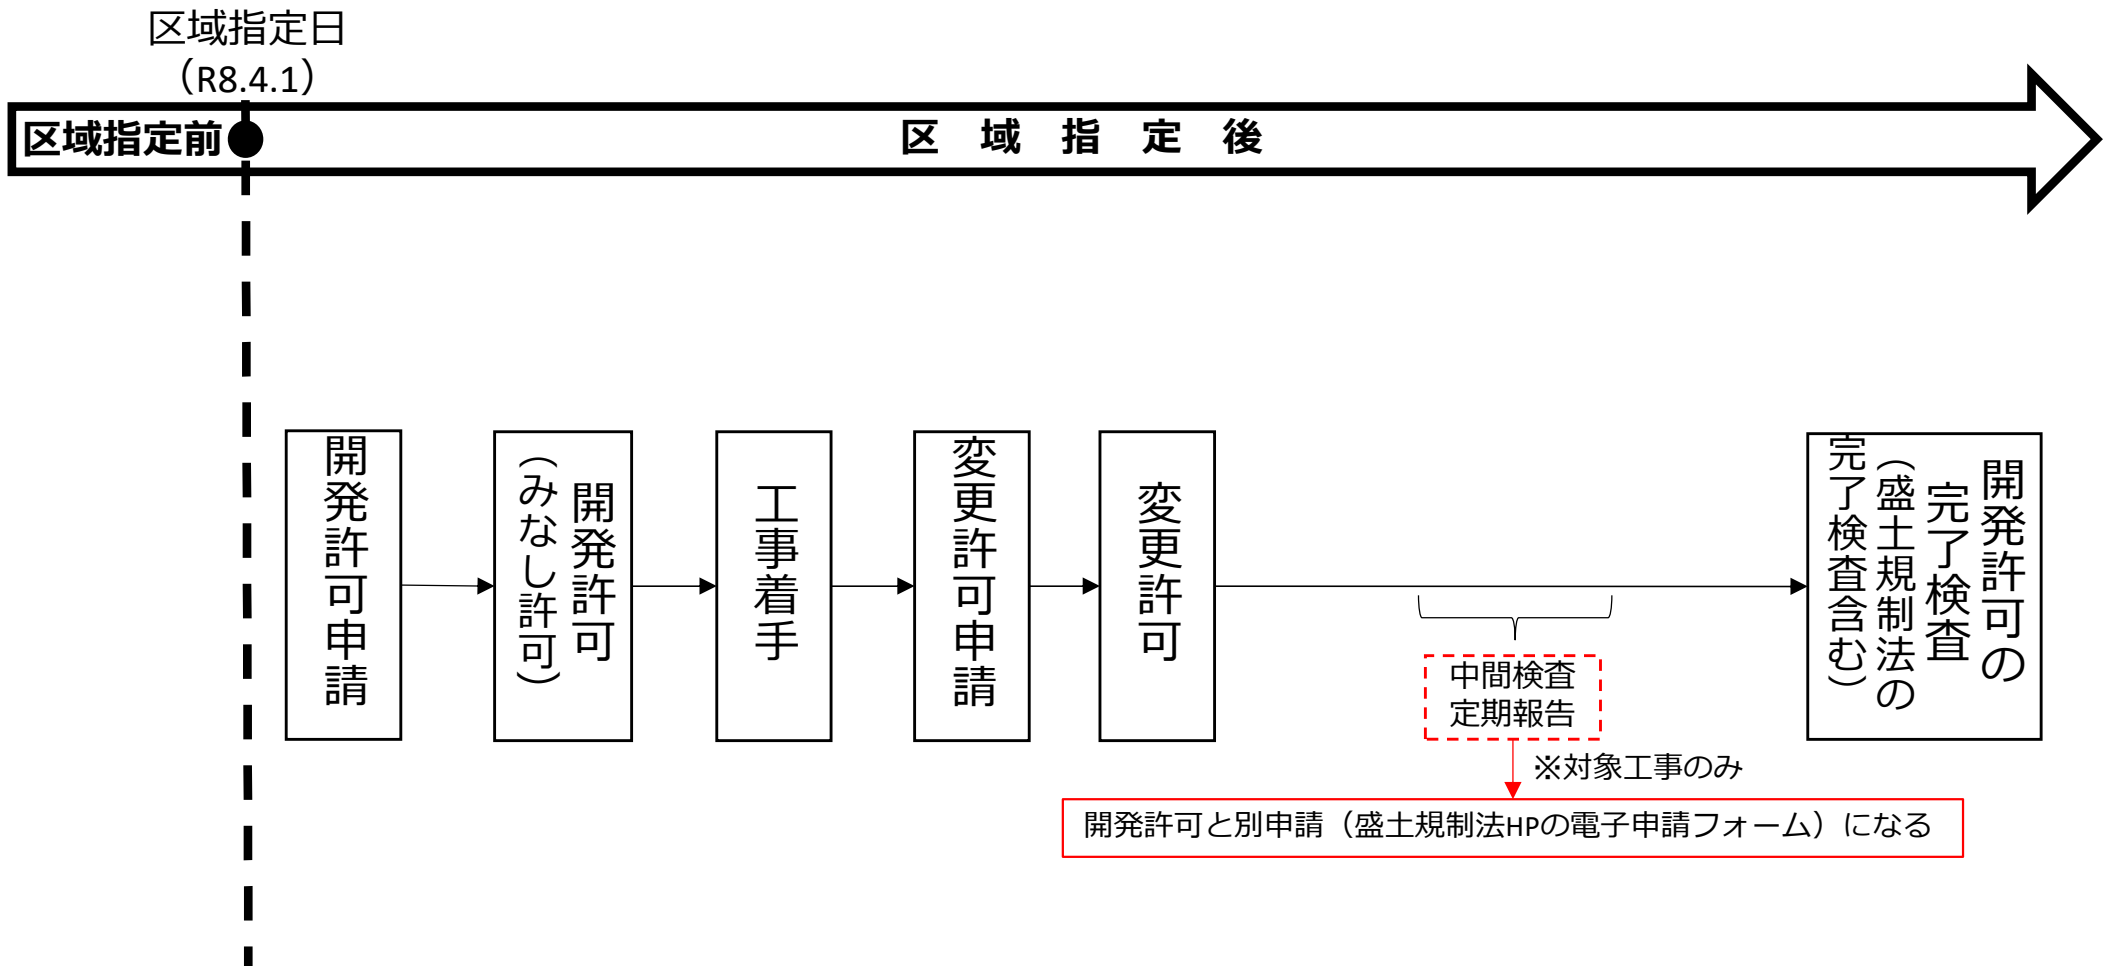 区域指定日
（R8.4.1）
区域指定前
区域指定後
開発許可申請
開発許可
（みなし許可）
工事着手
変更許可申請
変更許可
開発許可の
完了検査
（盛土規制法の
完了検査含む）
中間検査
定期報告
※対象工事のみ
開発許可と別申請（盛土規制法HPの電子申請フォーム）になる